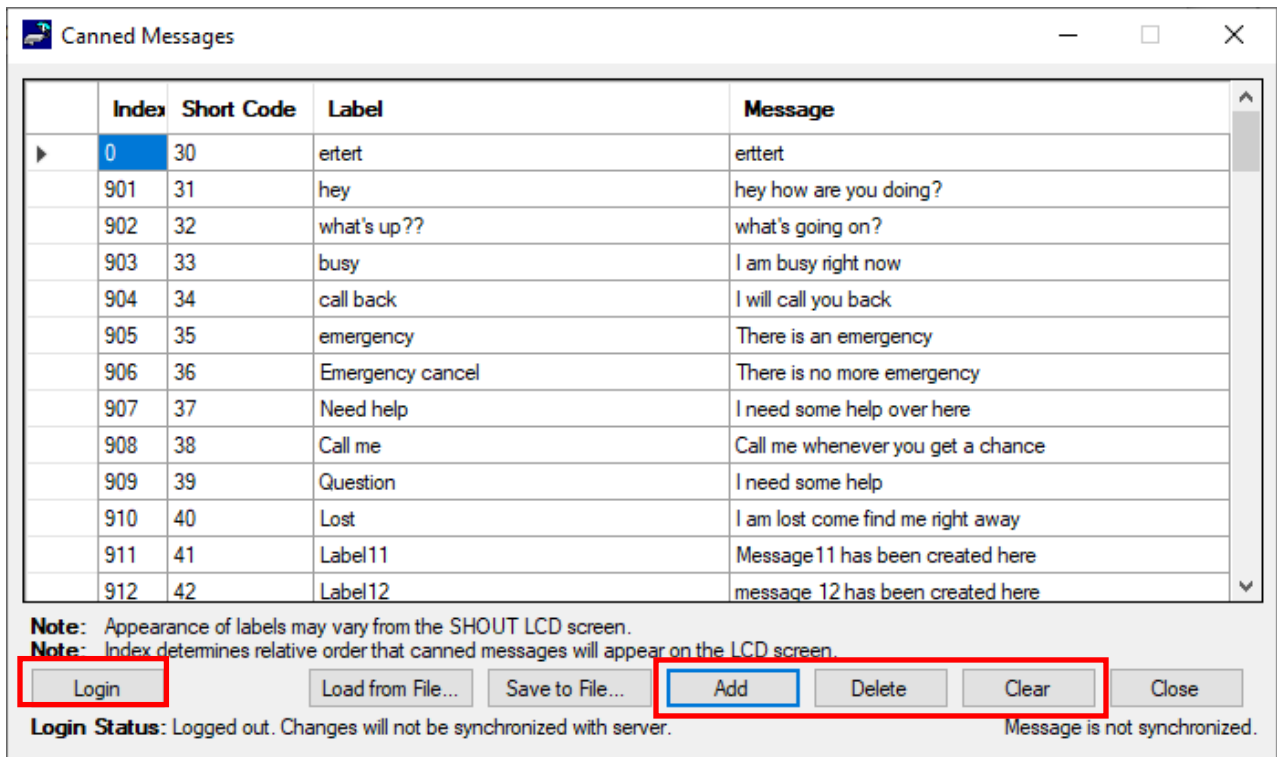 Canned Messages
Index Short Code Label Message
0 30 ertert erttert
901 31 hey hey how are you doing?
902 32 what's up?? what's going on?
903 33 busy I am busy right now
904 34 call back I will call you back
905 35 emergency There is an emergency
906 36 Emergency cancel There is no more emergency
907 37 Need help I need some help over here
908 38 Call me Call me whenever you get a chance
909 39 Question I need some help
910 40 Lost I am lost come find me right away
911 41 Label11 Message11 has been created here
912 42 Label12 message 12 has been created here
Note: Appearance of labels may vary from the SHOUT LCD screen.
Note: Index determines relative order that canned messages will appear on the LCD screen.
Login Load from File... Save to File... Add Delete Clear Close
Login Status: Logged out. Changes will not be synchronized with server. Message is not synchronized.